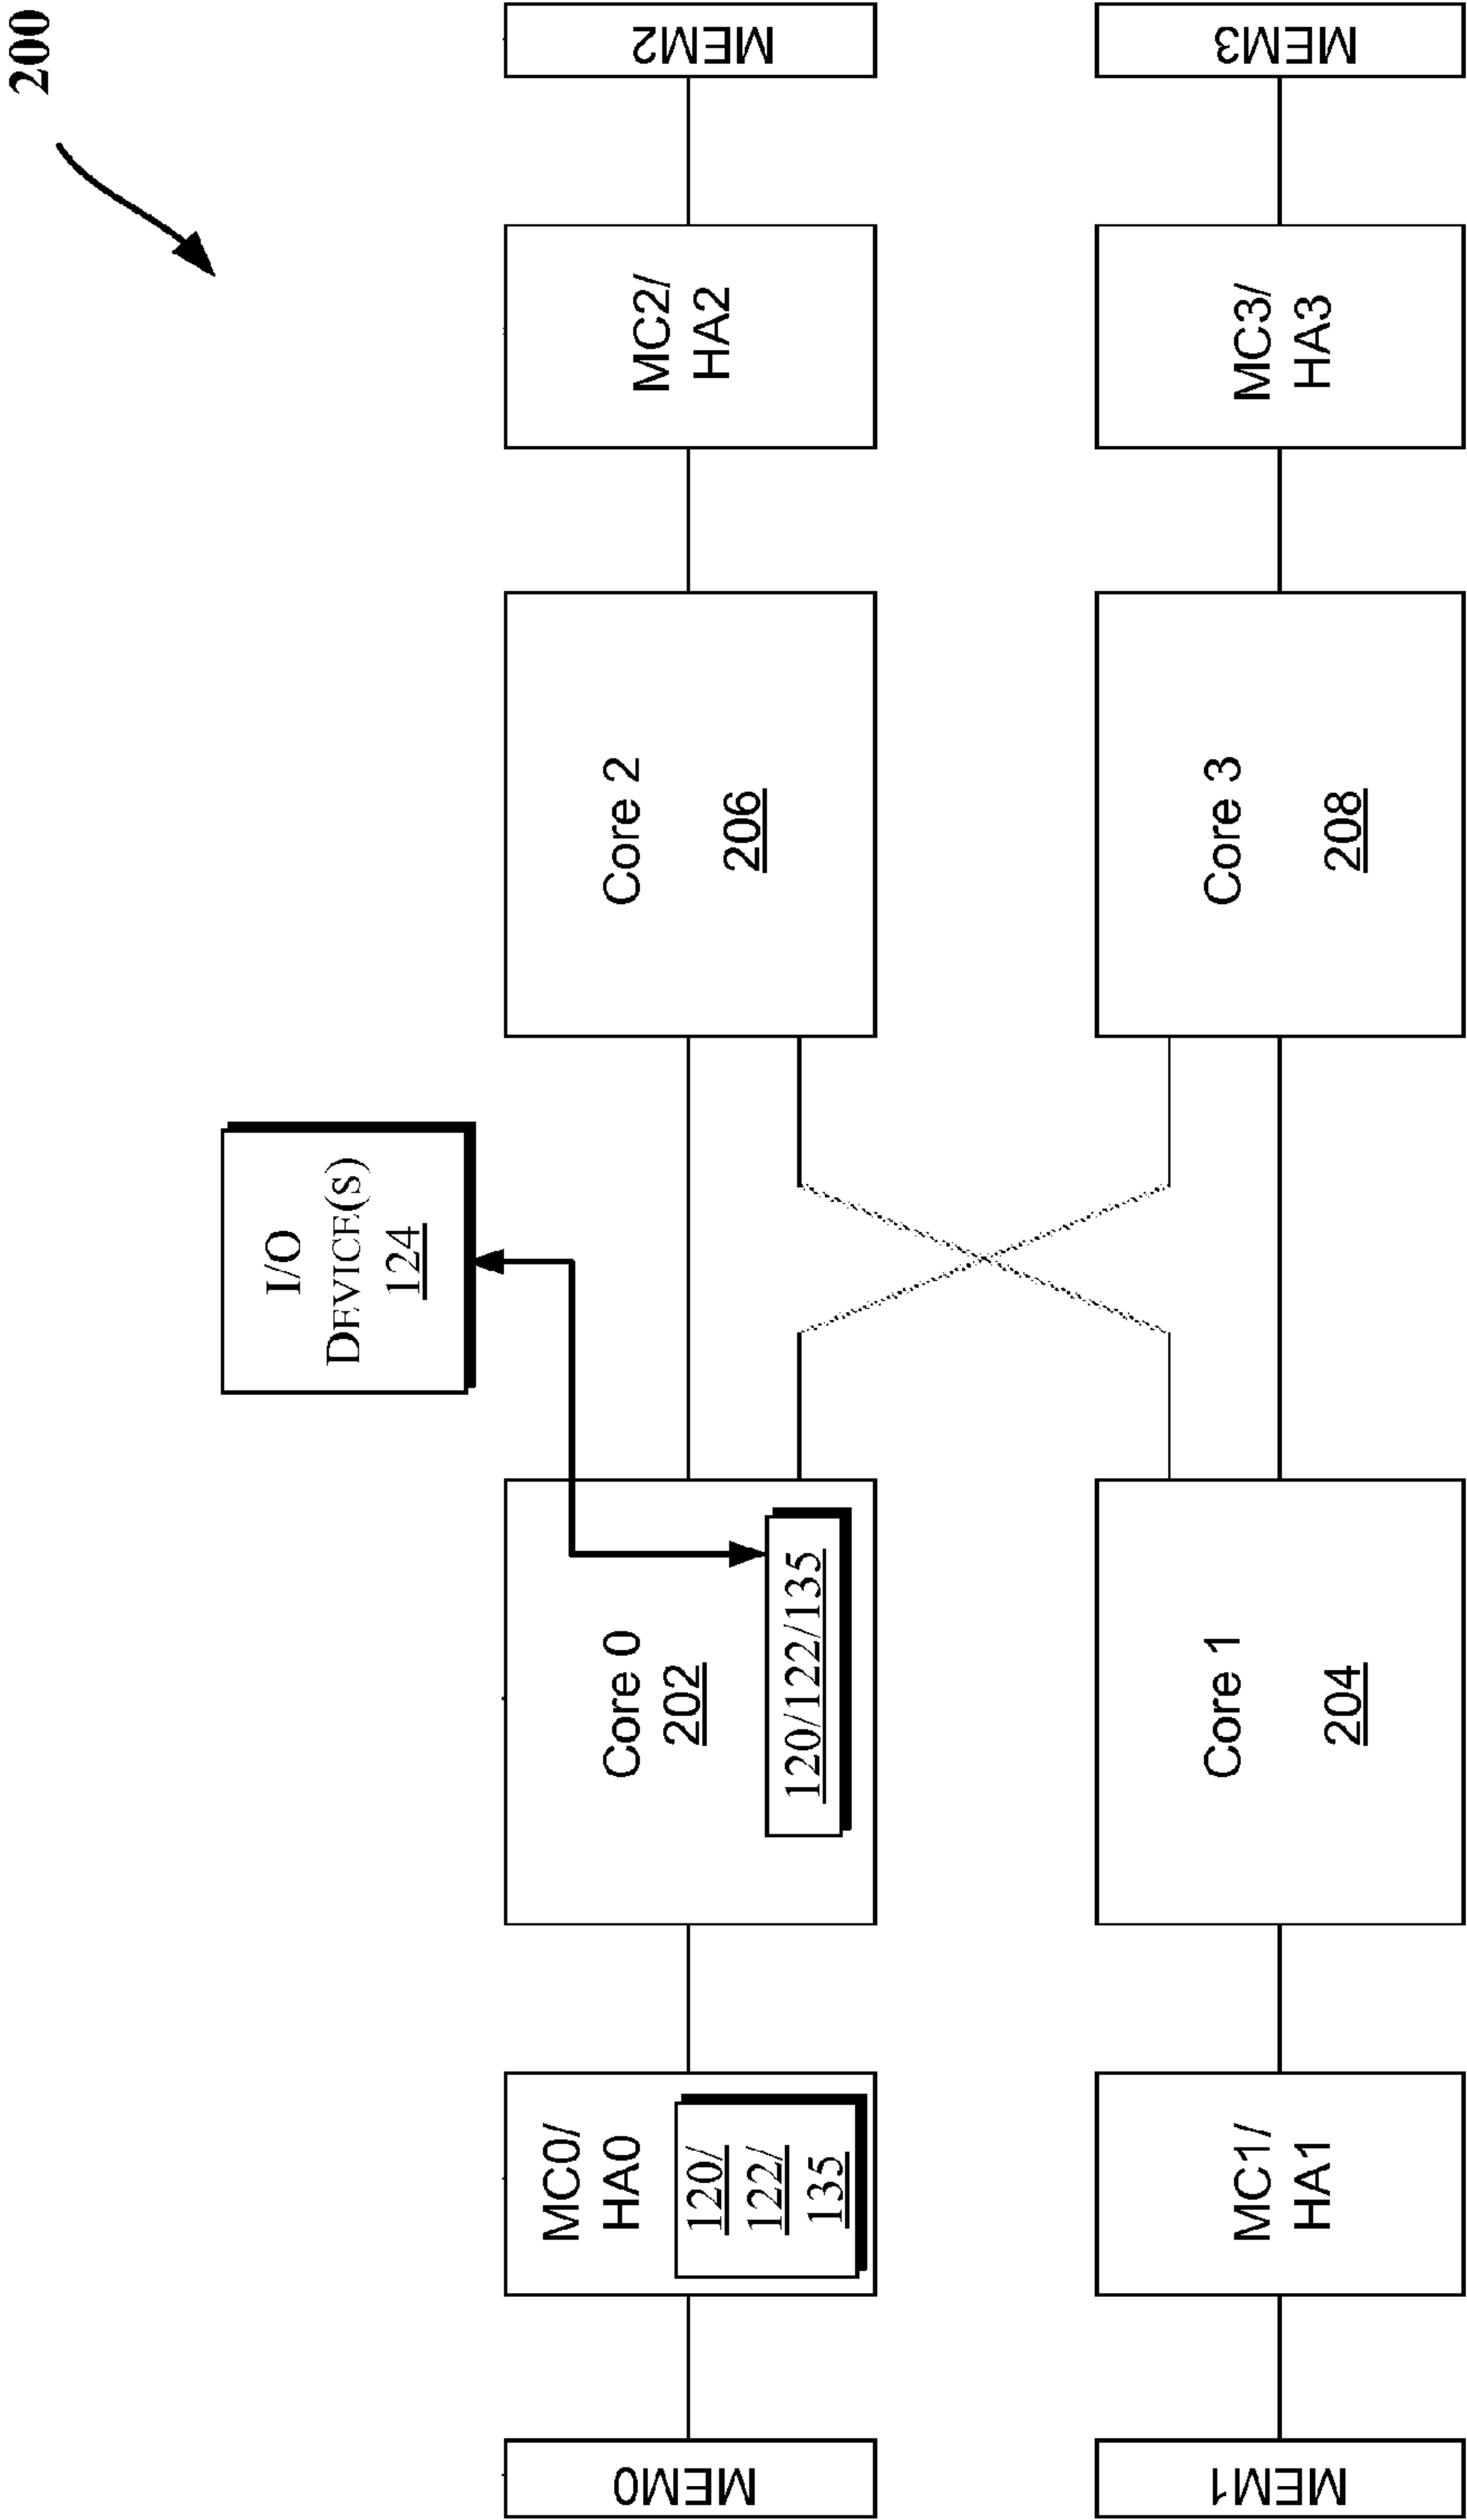 200
I/O
DEVICE(S)
124
MEM0
MC0/
HA0
120/
122/
135
Core 0
202
120/122/135
Core 2
206
MC2/
HA2
MEM2
MEM1
MC1/
HA1
Core 1
204
Core 3
208
MC3/
HA3
MEM3